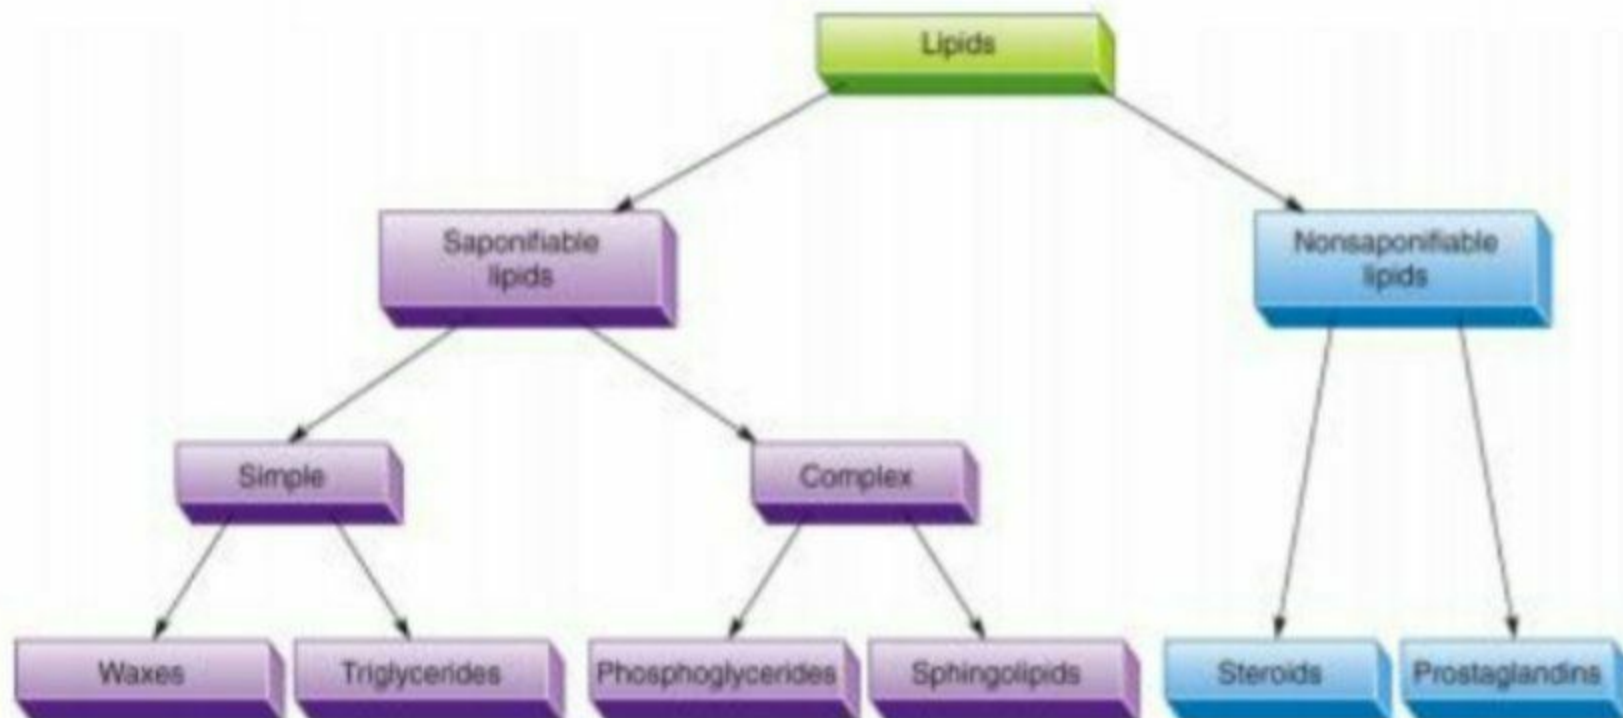 Lipids
Saponifiable
lipids
Nonsaponifiable
lipids
Simple
Complex
Waxes
Triglycerides
Phosphoglycerides
Sphingolipids
Steroids
Prostaglandins